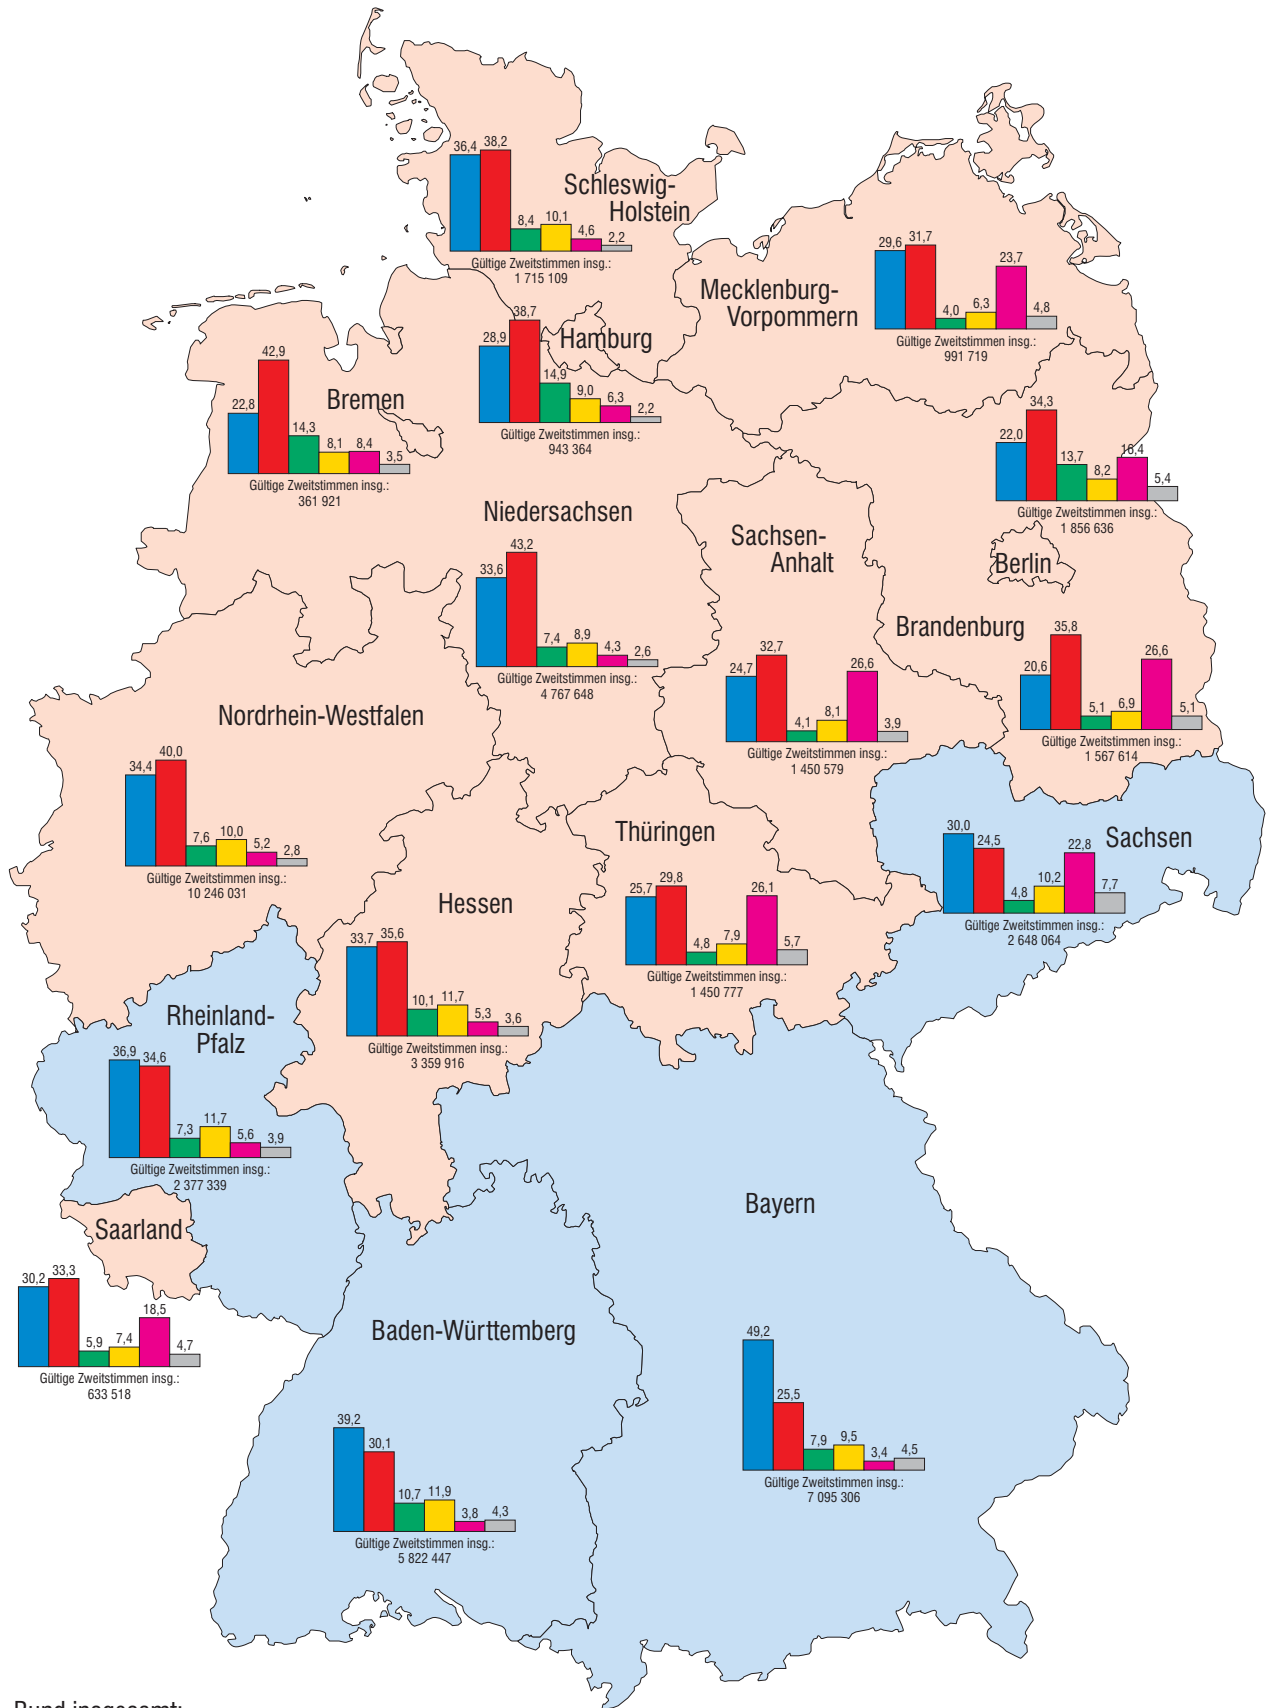 36,4 38,2 8,4 10,1 4,6 2,2
Schleswig-
Holstein
Gültige Zweitstimmen insg.:
1 715 109
29,6 31,7 4,0 6,3 23,7 4,8
Mecklenburg-
Vorpommern
Gültige Zweitstimmen insg.:
991 719
28,9 38,7 14,9 9,0 6,3 2,2
Hamburg
Gültige Zweitstimmen insg.:
943 364
22,8 42,9 14,3 8,1 8,4 3,5
Bremen
Gültige Zweitstimmen insg.:
361 921
22,0 34,3 13,7 8,2 16,4 5,4
Gültige Zweitstimmen insg.:
1 856 636
Berlin
Niedersachsen
33,6 43,2 7,4 8,9 4,3 2,6
Gültige Zweitstimmen insg.:
4 767 648
Sachsen-
Anhalt
24,7 32,7 4,1 8,1 26,6 3,9
Gültige Zweitstimmen insg.:
1 450 579
Brandenburg
20,6 35,8 5,1 6,9 26,6 5,1
Gültige Zweitstimmen insg.:
1 567 614
Nordrhein-Westfalen
34,4 40,0 7,6 10,0 5,2 2,8
Gültige Zweitstimmen insg.:
10 246 031
Thüringen
25,7 29,8 4,8 7,9 26,1 5,7
Gültige Zweitstimmen insg.:
1 450 777
Sachsen
30,0 24,5 4,8 10,2 22,8 7,7
Gültige Zweitstimmen insg.:
2 648 064
Hessen
33,7 35,6 10,1 11,7 5,3 3,6
Gültige Zweitstimmen insg.:
3 359 916
Rheinland-
Pfalz
36,9 34,6 7,3 11,7 5,6 3,9
Gültige Zweitstimmen insg.:
2 377 339
Saarland
30,2 33,3 5,9 7,4 18,5 4,7
Gültige Zweitstimmen insg.:
633 518
Bayern
49,2 25,5 7,9 9,5 3,4 4,5
Gültige Zweitstimmen insg.:
7 095 306
Baden-Württemberg
39,2 30,1 10,7 11,9 3,8 4,3
Gültige Zweitstimmen insg.:
5 822 447
Bund insgesamt: